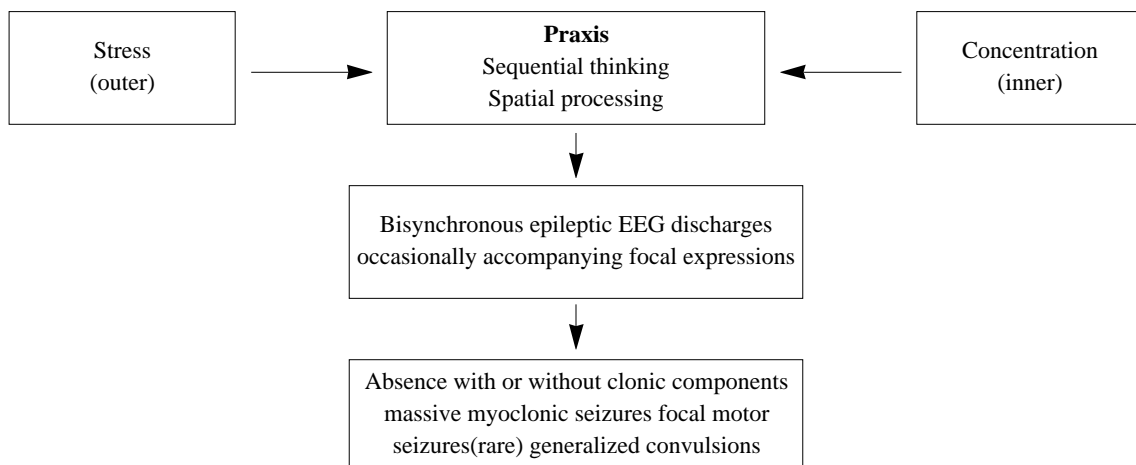 Stress
(outer)
Praxis
Sequential thinking
Spatial processing
Concentration
(inner)
Bisynchronous epileptic EEG discharges
occasionally accompanying focal expressions
Absence with or without clonic components
massive myoclonic seizures focal motor
seizures(rare) generalized convulsions